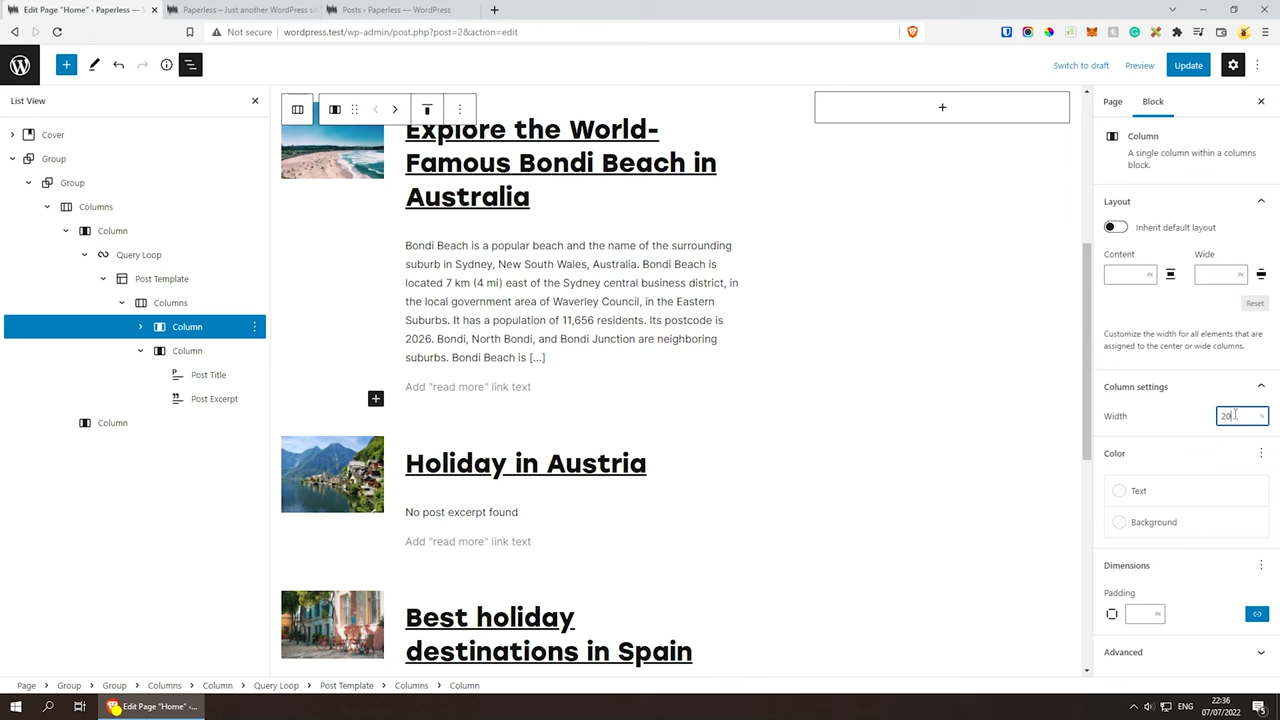 Edit Page "Home" ‹ Paperless — W
Paperless – Just another WordPress si
Posts ‹ Paperless — WordPress
Not secure
wordpress.test/wp-admin/post.php?post=2&action=edit
Switch to draft
Preview
Update
List View
Cover
Group
Group
Columns
Column
Query Loop
Post Template
Columns
Column
Column
Post Title
Post Excerpt
Column
Explore the World-
Famous Bondi Beach in
Australia
Bondi Beach is a popular beach and the name of the surrounding
suburb in Sydney, New South Wales, Australia. Bondi Beach is
located 7 km (4 mi) east of the Sydney central business district, in
the local government area of Waverley Council, in the Eastern
Suburbs. It has a population of 11,656 residents. Its postcode is
2026. Bondi, North Bondi, and Bondi Junction are neighboring
suburbs. Bondi Beach is [...]
Add "read more" link text
Holiday in Austria
No post excerpt found
Add "read more" link text
Best holiday
destinations in Spain
Page
Block
Column
A single column within a columns
block.
Layout
Inherit default layout
Content
Wide
PX
PX
Reset
Customize the width for all elements that are
assigned to the center or wide columns.
Column settings
Width
20
%
Color
Text
Background
Dimensions
Padding
PX
Advanced
Page › Group › Group › Columns › Column › Query Loop › Post Template › Columns › Column
Edit Page "Home" ‹...
ENG
22:36
07/07/2022